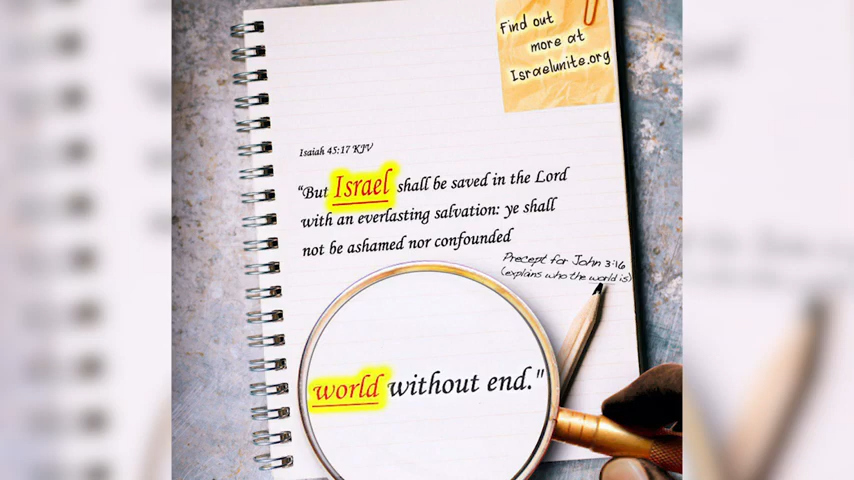 Find out
more at
Israelunite.org
Isaiah 45:17 KJV
“But Israel shall be saved in the Lord
with an everlasting salvation: ye shall
not be ashamed nor confounded
Precept for John 3:16
(explains who the world is)
world without end."